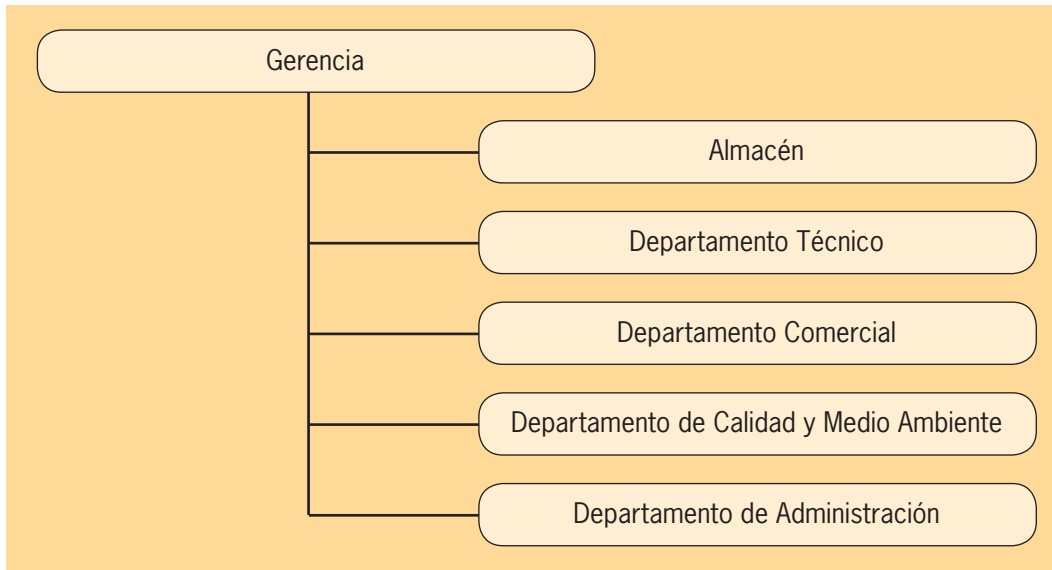 Gerencia
Almacén
Departamento Técnico
Departamento Comercial
Departamento de Calidad y Medio Ambiente
Departamento de Administración